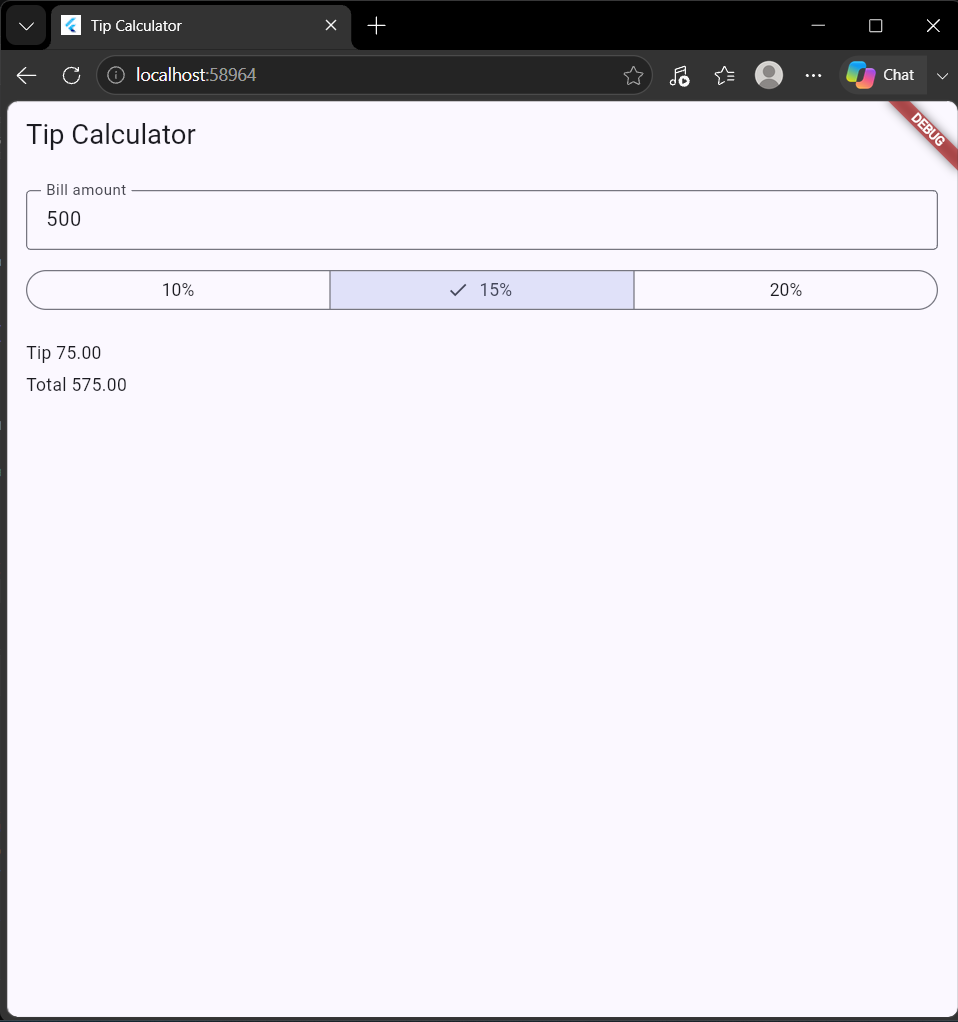 Tip Calculator
localhost:58964
Chat
Tip Calculator
DEBUG
Bill amount
500
10% 15% 20%
Tip 75.00
Total 575.00